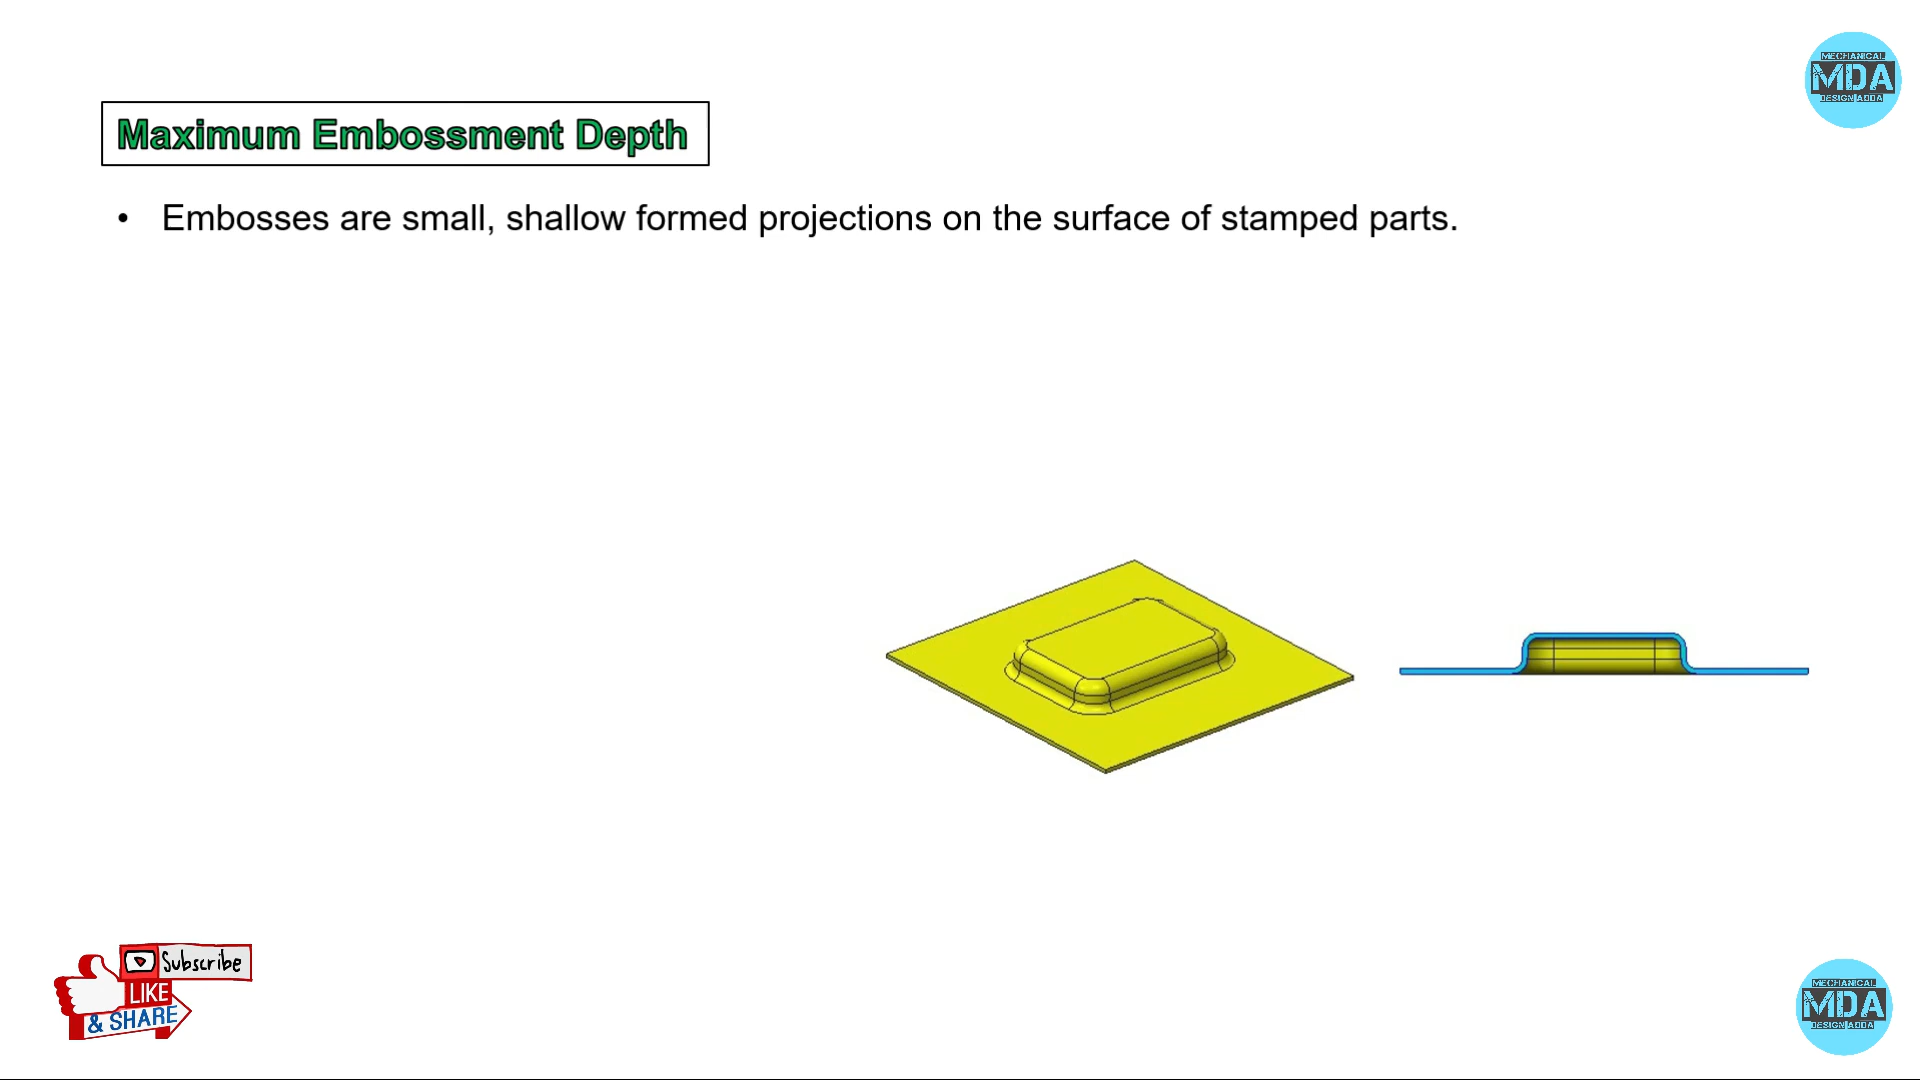 MECHANICAL
MDA
DESIGN ADDA
Maximum Embossment Depth
• Embosses are small, shallow formed projections on the surface of stamped parts.
Subscribe
LIKE
& SHARE
MECHANICAL
MDA
DESIGN ADDA